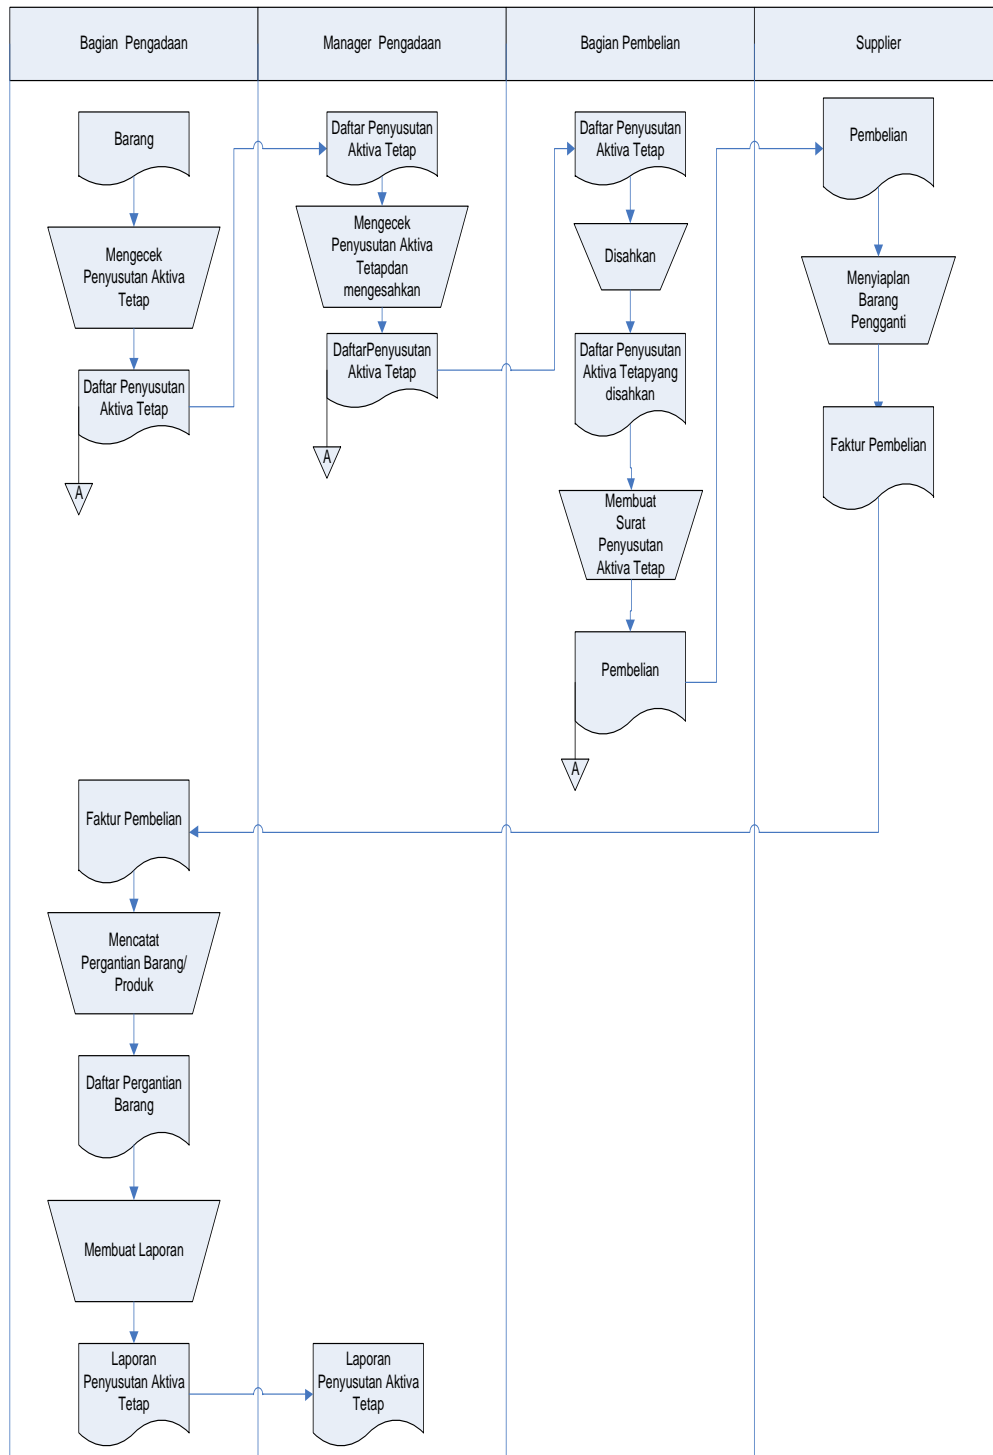 Bagian Pengadaan
Manager Pengadaan
Bagian Pembelian
Supplier
Barang
Mengecek
Penyusutan Aktiva
Tetap
Daftar Penyusutan
Aktiva Tetap
A
Daftar Penyusutan
Aktiva Tetap
Mengecek
Penyusutan Aktiva
Tetapdan
mengesahkan
DaftarPenyusutan
Aktiva Tetap
A
Daftar Penyusutan
Aktiva Tetap
Disahkan
Daftar Penyusutan
Aktiva Tetapyang
disahkan
Membuat
Surat
Penyusutan
Aktiva Tetap
Pembelian
A
Pembelian
Menyiaplan
Barang
Pengganti
Faktur Pembelian
Faktur Pembelian
Mencatat
Pergantian Barang/
Produk
Daftar Pergantian
Barang
Membuat Laporan
Laporan
Penyusutan Aktiva
Tetap
Laporan
Penyusutan Aktiva
Tetap